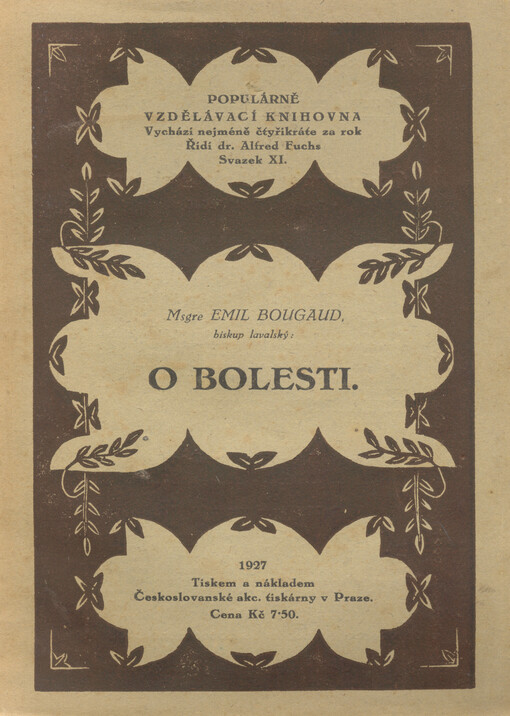 POPULÁRNĚ
VZDĚLÁVACÍ KNIHOVNA
Vychází nejméně čtyřikráte za rok
Řídí dr. Alfred Fuchs
Svazek XI.
Msgre EMIL BOUGAUD,
biskup lavalský:
O BOLESTI.
1927
Tiskem a nákladem
Československé akc. tiskárny v Praze.
Cena Kč 7·50.